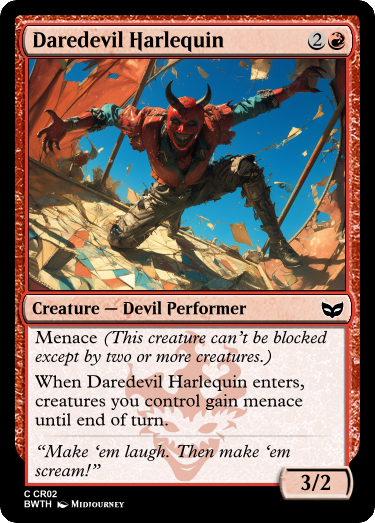 Daredevil Harlequin 2
Creature — Devil Performer
Menace (This creature can't be blocked
except by two or more creatures.)
When Daredevil Harlequin enters,
creatures you control gain menace
until end of turn.
“Make 'em laugh. Then make 'em
scream!”
3/2
C CR02
BWTH Midjourney